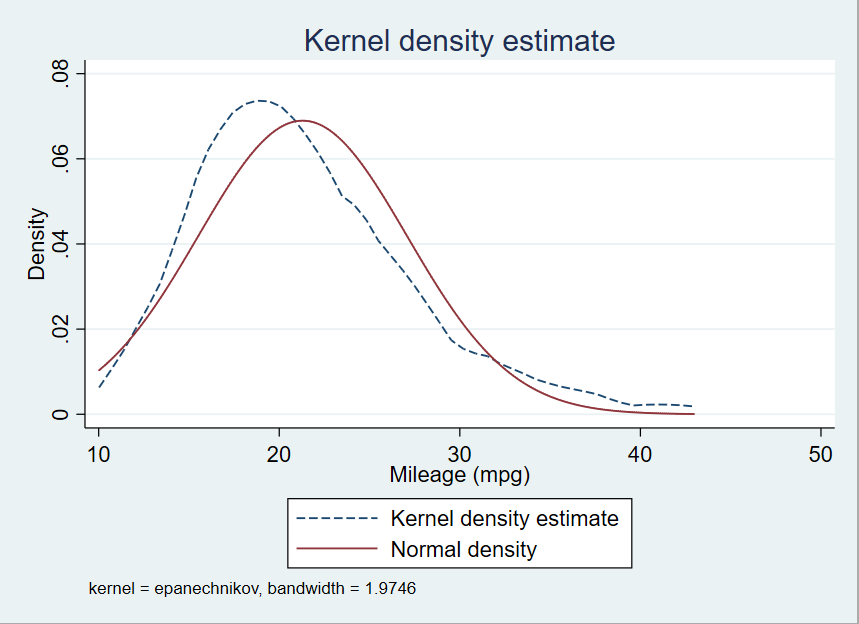 Kernel density estimate
.08
.06
.04
.02
0
Density
10 20 30 40 50
Mileage (mpg)
Kernel density estimate
Normal density
kernel = epanechnikov, bandwidth = 1.9746